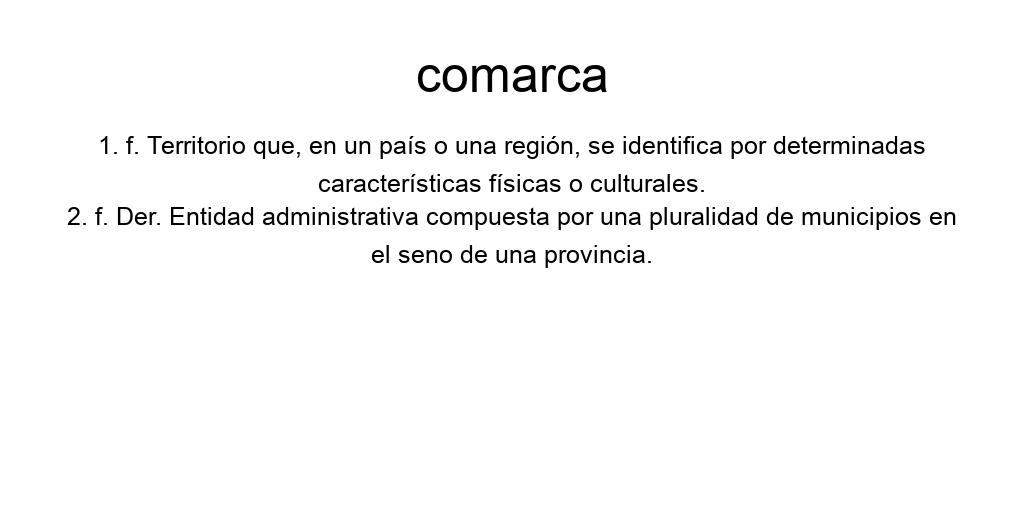 comarca
1. f. Territorio que, en un país o una región, se identifica por determinadas
características físicas o culturales.
2. f. Der. Entidad administrativa compuesta por una pluralidad de municipios en
el seno de una provincia.